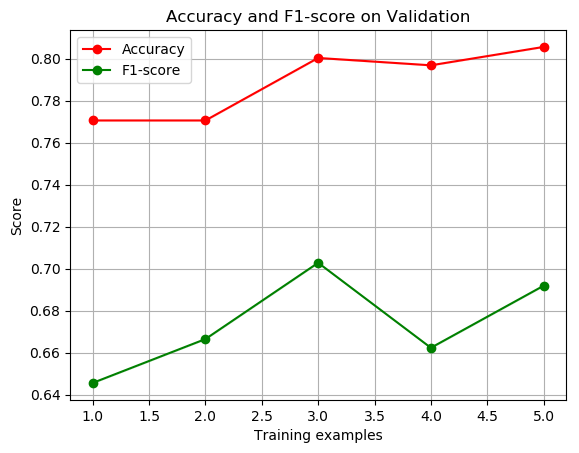 Accuracy and F1-score on Validation
Accuracy
F1-score
0.80
0.78
0.76
0.74
0.72
0.70
0.68
0.66
0.64
Score
1.0 1.5 2.0 2.5 3.0 3.5 4.0 4.5 5.0
Training examples